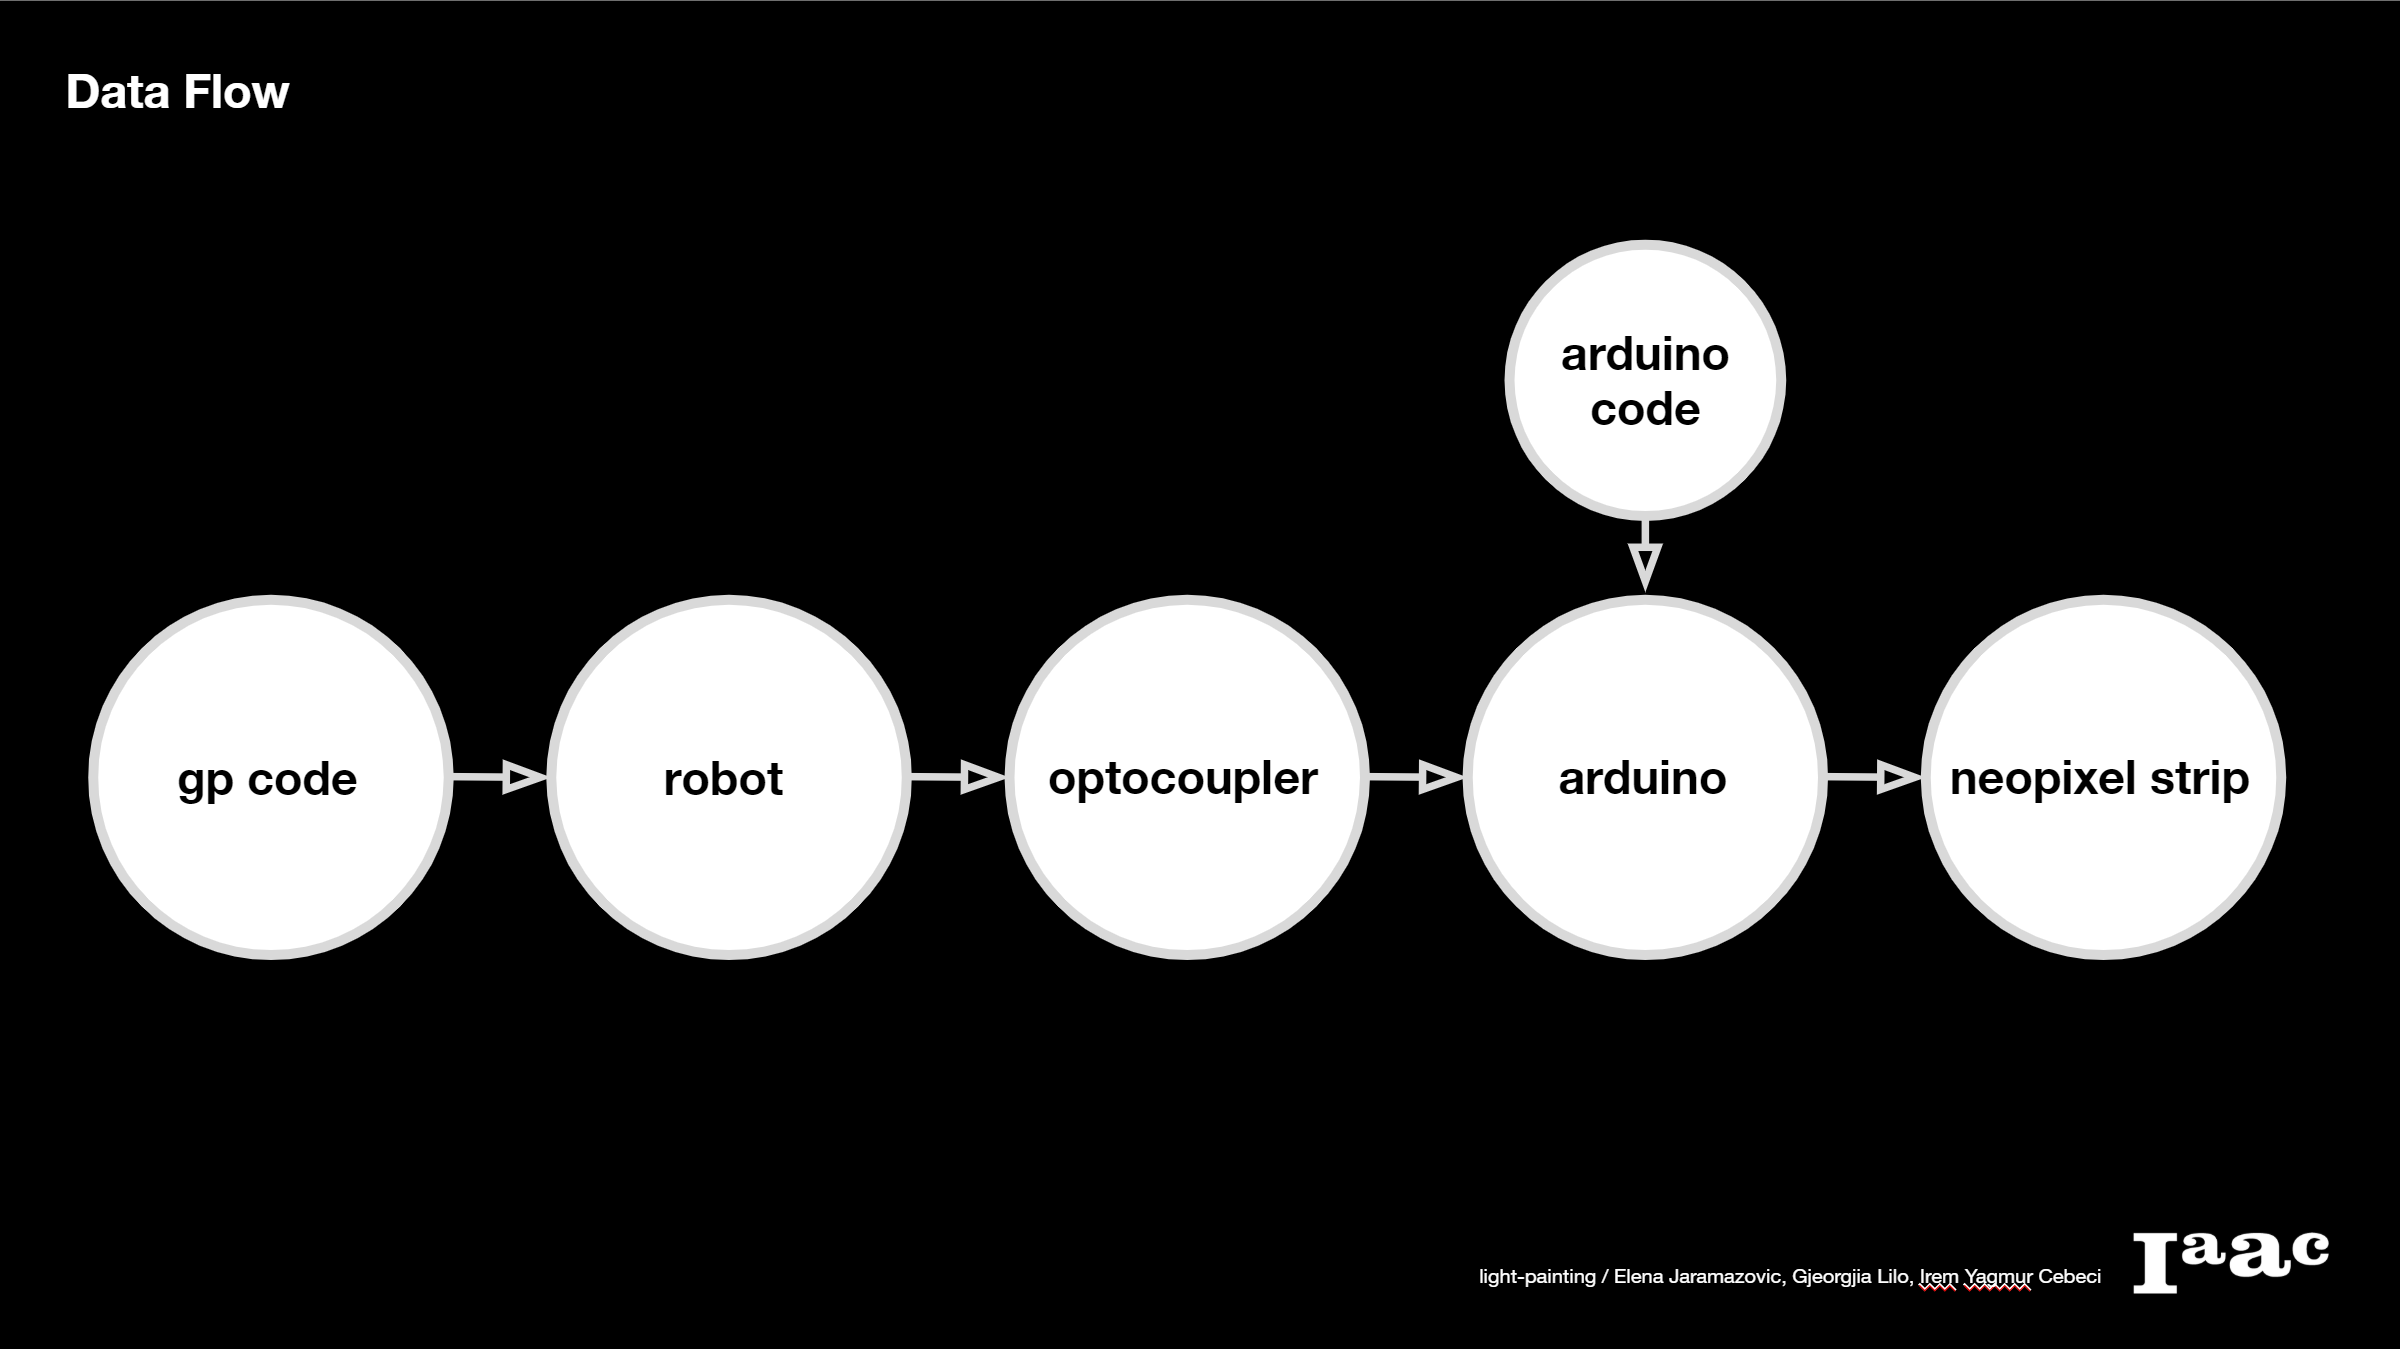 Data Flow
arduino
code
gp code
robot
optocoupler
arduino
neopixel strip
light-painting / Elena Jaramazovic, Gjeorgjia Lilo, Irem Yagmur Cebeci
Iaac